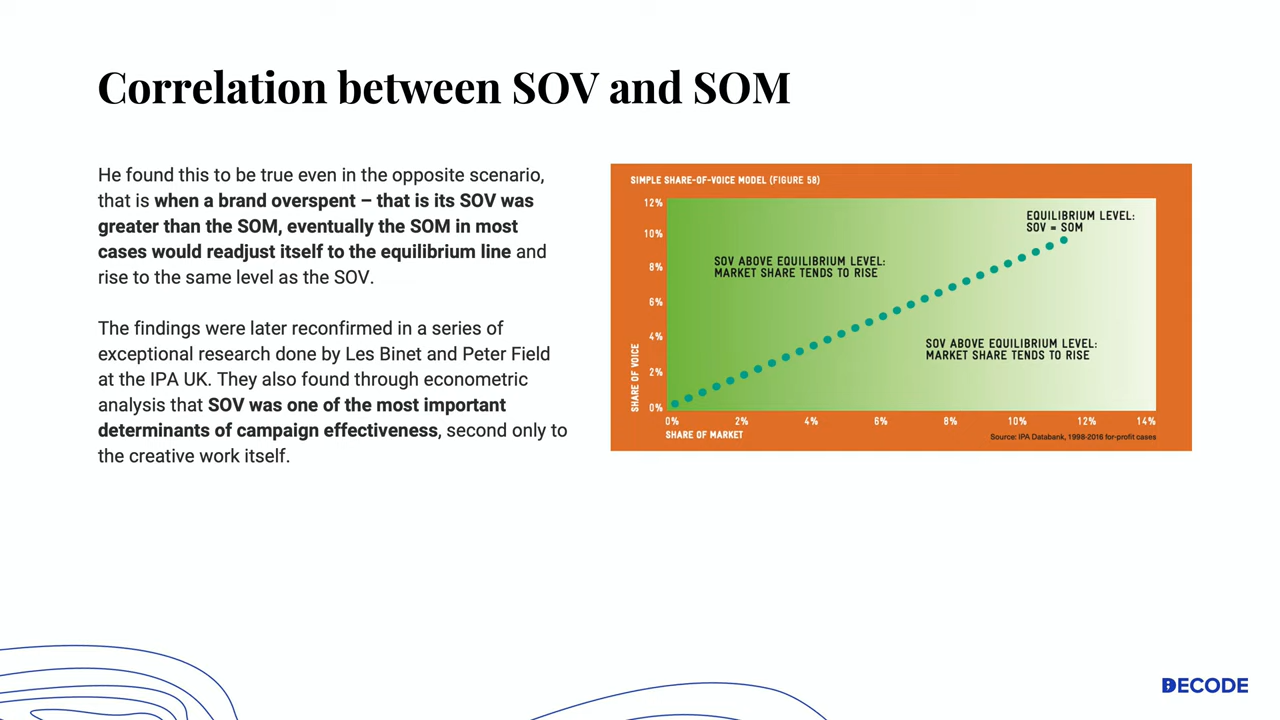 Correlation between SOV and SOM
He found this to be true even in the opposite scenario,
that is when a brand overspent – that is its SOV was
greater than the SOM, eventually the SOM in most
cases would readjust itself to the equilibrium line and
rise to the same level as the SOV.
The findings were later reconfirmed in a series of
exceptional research done by Les Binet and Peter Field
at the IPA UK. They also found through econometric
analysis that SOV was one of the most important
determinants of campaign effectiveness, second only to
the creative work itself.
SIMPLE SHARE-OF-VOICE MODEL (FIGURE 58)
12%
10%
8%
6%
4%
2%
0%
SHARE OF VOICE
EQUILIBRIUM LEVEL:
SOV = SOM
SOV ABOVE EQUILIBRIUM LEVEL:
MARKET SHARE TENDS TO RISE
SOV ABOVE EQUILIBRIUM LEVEL:
MARKET SHARE TENDS TO RISE
0% 2% 4% 6% 8% 10% 12% 14%
SHARE OF MARKET
Source: IPA Databank, 1998-2016 for-profit cases
DECODE